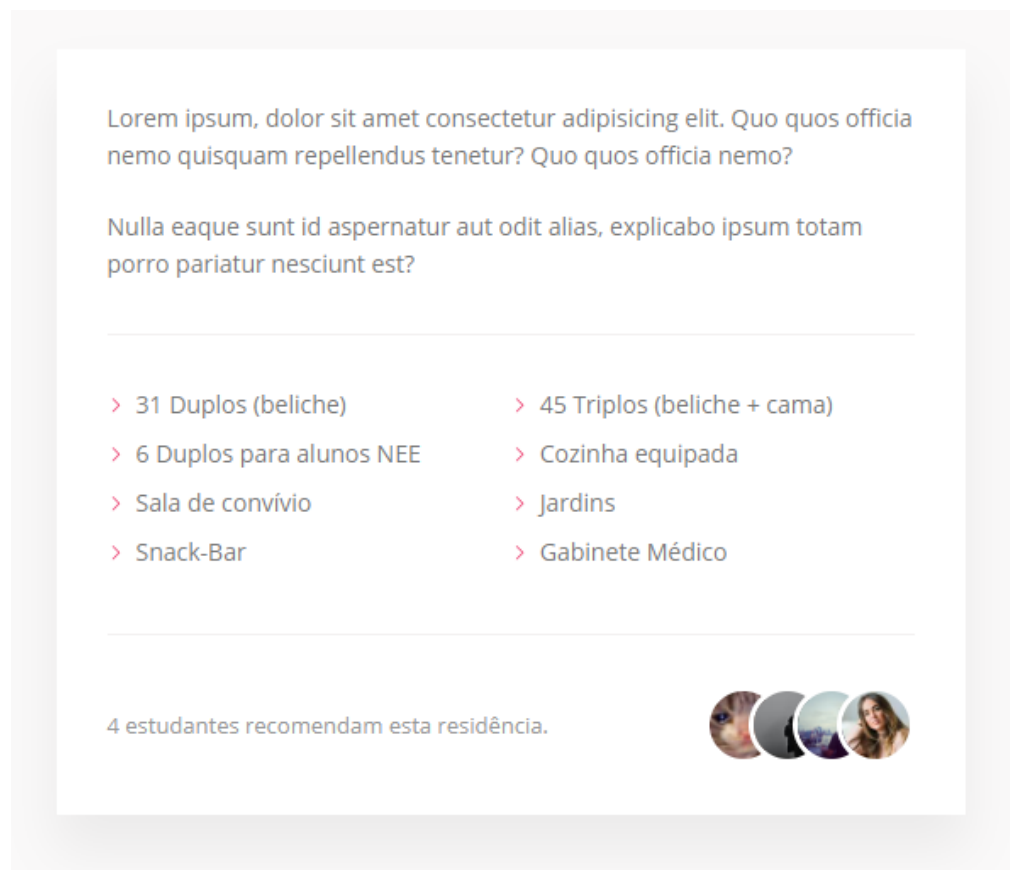 Lorem ipsum, dolor sit amet consectetur adipisicing elit. Quo quos officia
nemo quisquam repellendus tenetur? Quo quos officia nemo?
Nulla eaque sunt id aspernatur aut odit alias, explicabo ipsum totam
porro pariatur nesciunt est?
31 Duplos (beliche)
45 Triplos (beliche + cama)
6 Duplos para alunos NEE
Cozinha equipada
Sala de convívio
Jardins
Snack-Bar
Gabinete Médico
4 estudantes recomendam esta residência.